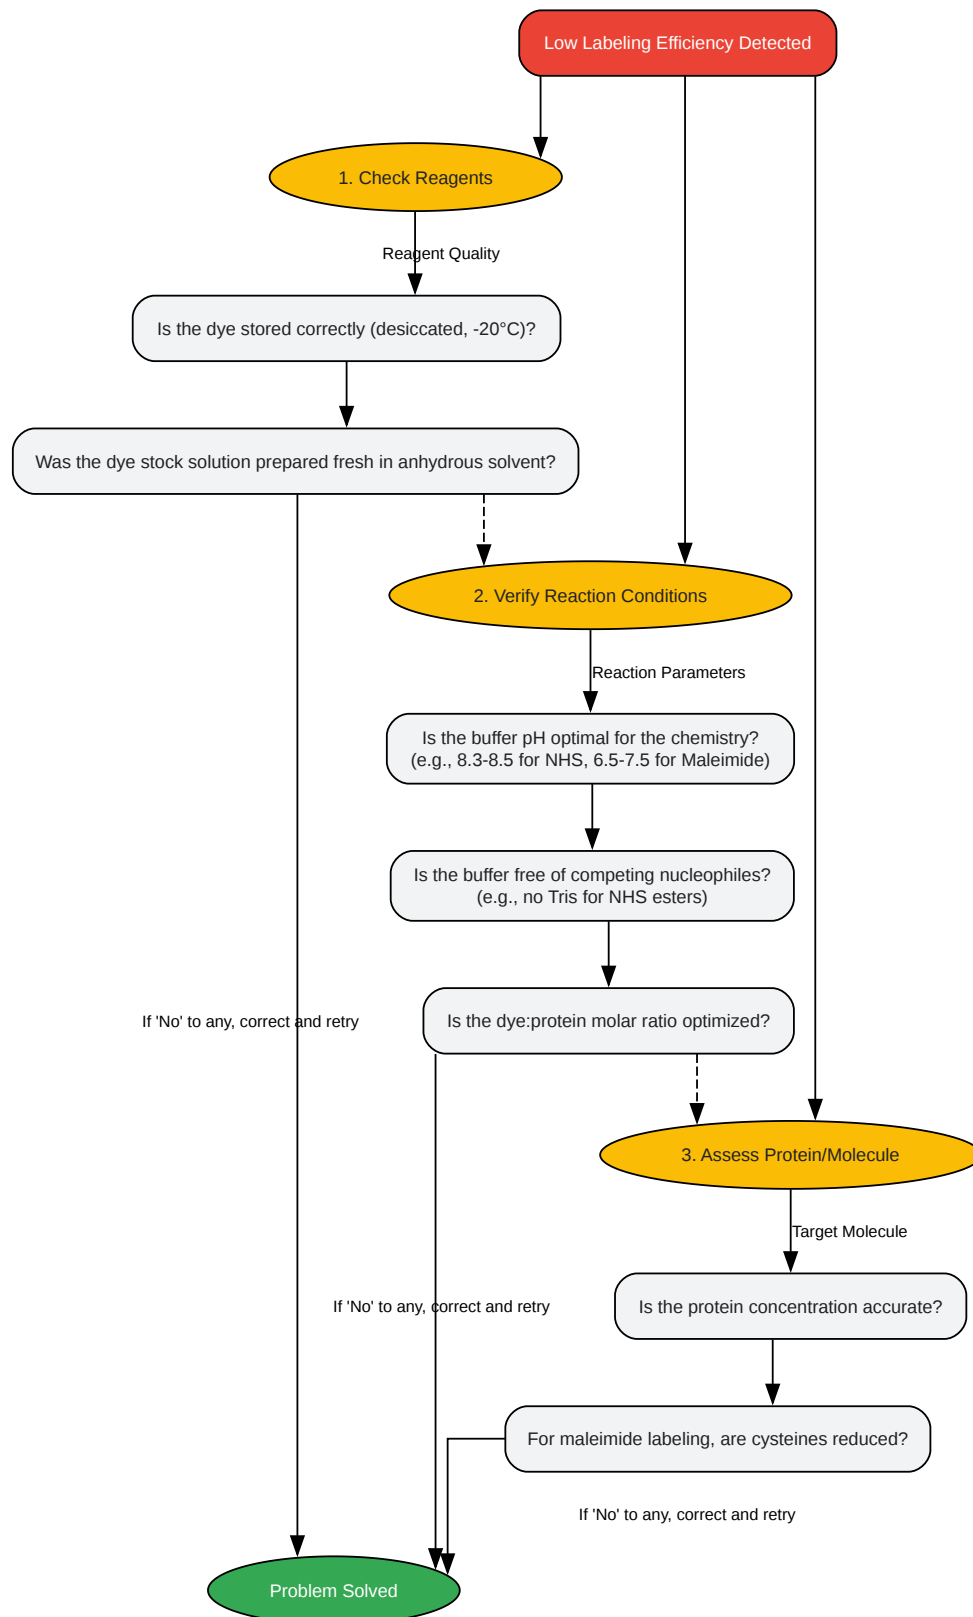 Low Labeling Efficiency Detected
1. Check Reagents
Reagent Quality
Is the dye stored correctly (desiccated, -20°C)?
Was the dye stock solution prepared fresh in anhydrous solvent?
2. Verify Reaction Conditions
Reaction Parameters
Is the buffer pH optimal for the chemistry?
(e.g., 8.3-8.5 for NHS, 6.5-7.5 for Maleimide)
Is the buffer free of competing nucleophiles?
(e.g., no Tris for NHS esters)
If 'No' to any, correct and retry
Is the dye:protein molar ratio optimized?
3. Assess Protein/Molecule
Target Molecule
If 'No' to any, correct and retry
Is the protein concentration accurate?
For maleimide labeling, are cysteines reduced?
If 'No' to any, correct and retry
Problem Solved